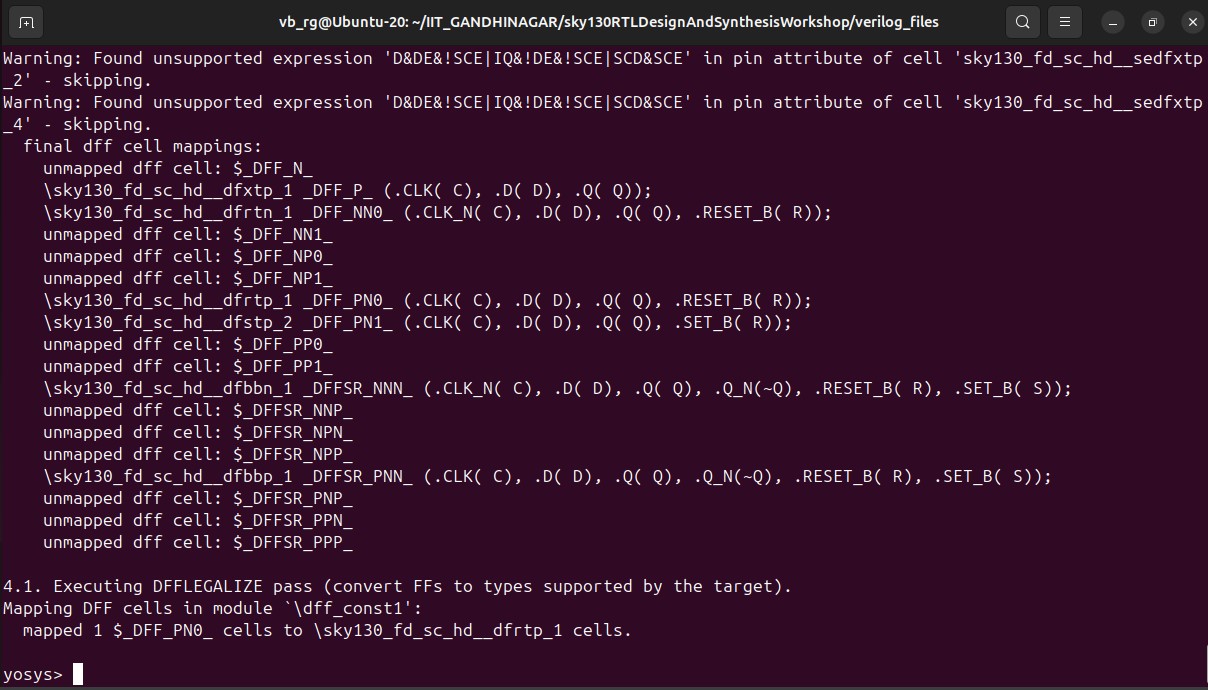 vb_rg@Ubuntu-20: ~/IIT_GANDHINAGAR/sky130RTLDesignAndSynthesisWorkshop/verilog_files
Warning: Found unsupported expression 'D&DE&!SCE|IQ&!DE&!SCE|SCD&SCE' in pin attribute of cell 'sky130_fd_sc_hd__sedfxtp
_2' - skipping.
Warning: Found unsupported expression 'D&DE&!SCE|IQ&!DE&!SCE|SCD&SCE' in pin attribute of cell 'sky130_fd_sc_hd__sedfxtp
_4' - skipping.
  final dff cell mappings:
    unmapped dff cell: $_DFF_N_
    \sky130_fd_sc_hd__dfxtp_1 _DFF_P_ (.CLK( C), .D( D), .Q( Q));
    \sky130_fd_sc_hd__dfrtn_1 _DFF_NN0_ (.CLK_N( C), .D( D), .Q( Q), .RESET_B( R));
    unmapped dff cell: $_DFF_NN1_
    unmapped dff cell: $_DFF_NP0_
    unmapped dff cell: $_DFF_NP1_
    \sky130_fd_sc_hd__dfrtp_1 _DFF_PN0_ (.CLK( C), .D( D), .Q( Q), .RESET_B( R));
    \sky130_fd_sc_hd__dfstp_2 _DFF_PN1_ (.CLK( C), .D( D), .Q( Q), .SET_B( R));
    unmapped dff cell: $_DFF_PP0_
    unmapped dff cell: $_DFF_PP1_
    \sky130_fd_sc_hd__dfbbn_1 _DFFSR_NNN_ (.CLK_N( C), .D( D), .Q( Q), .Q_N(~Q), .RESET_B( R), .SET_B( S));
    unmapped dff cell: $_DFFSR_NNP_
    unmapped dff cell: $_DFFSR_NPN_
    unmapped dff cell: $_DFFSR_NPP_
    \sky130_fd_sc_hd__dfbbp_1 _DFFSR_PNN_ (.CLK( C), .D( D), .Q( Q), .Q_N(~Q), .RESET_B( R), .SET_B( S));
    unmapped dff cell: $_DFFSR_PNP_
    unmapped dff cell: $_DFFSR_PPN_
    unmapped dff cell: $_DFFSR_PPP_
4.1. Executing DFFLEGALIZE pass (convert FFs to types supported by the target).
Mapping DFF cells in module `\dff_const1':
  mapped 1 $_DFF_PN0_ cells to \sky130_fd_sc_hd__dfrtp_1 cells.
yosys>